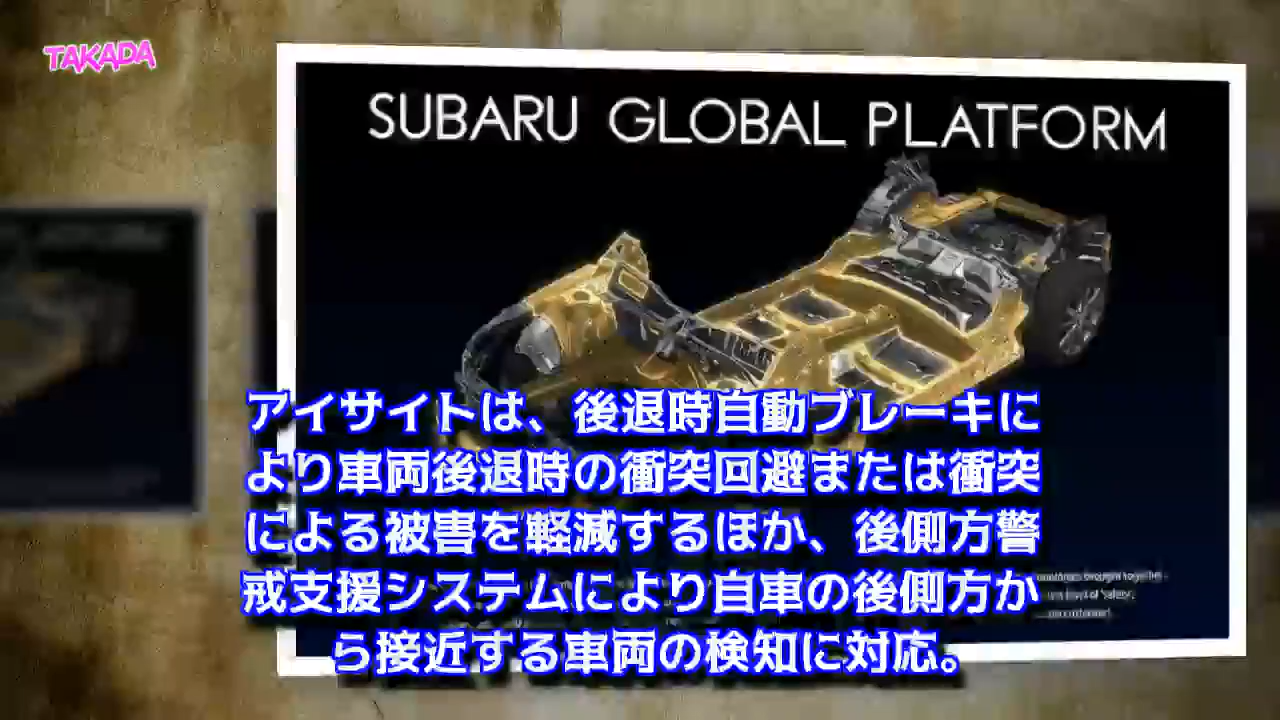 TAKADA
SUBARU GLOBAL PLATFORM
アイサイトは、後退時自動ブレーキに
より車両後退時の衝突回避または衝突
による被害を軽減するほか、後側方警
戒支援システムにより自車の後側方か
ら接近する車両の検知に対応。